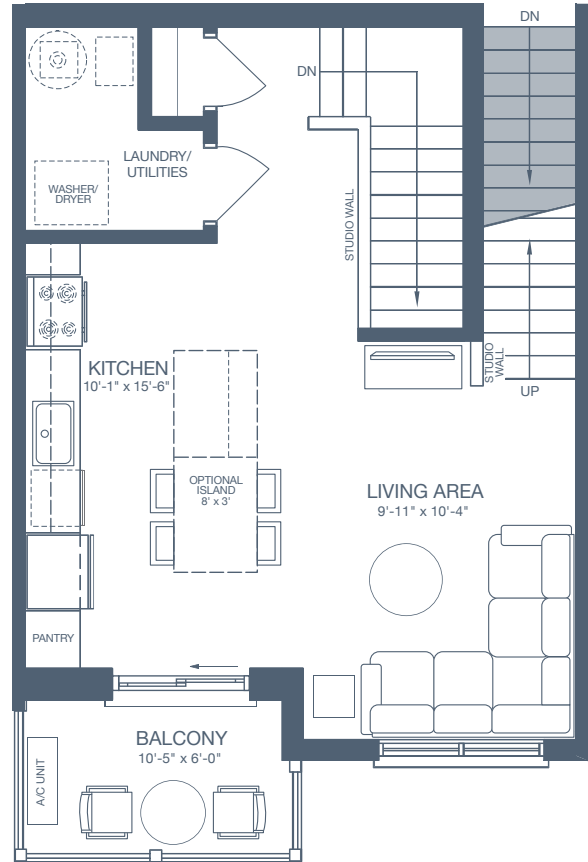 DN
DN
LAUNDRY/
UTILITIES
WASHER/
DRYER
STUDIO WALL
STUDIO
WALL
UP
KITCHEN
10'-1" x 15'-6"
OPTIONAL
ISLAND
8' x 3'
LIVING AREA
9'-11" x 10'-4"
PANTRY
BALCONY
10'-5" x 6'-0"
A/C UNIT